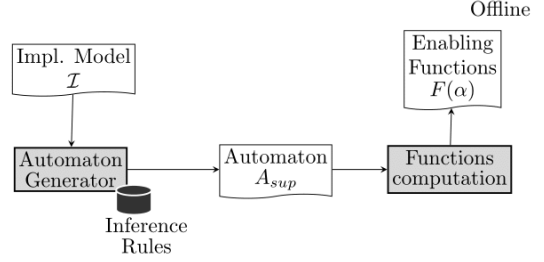 Offline
Impl. Model
ℐ
Enabling
Functions
F(α)
Automaton
Generator
Automaton
A_sup
Functions
computation
Inference
Rules